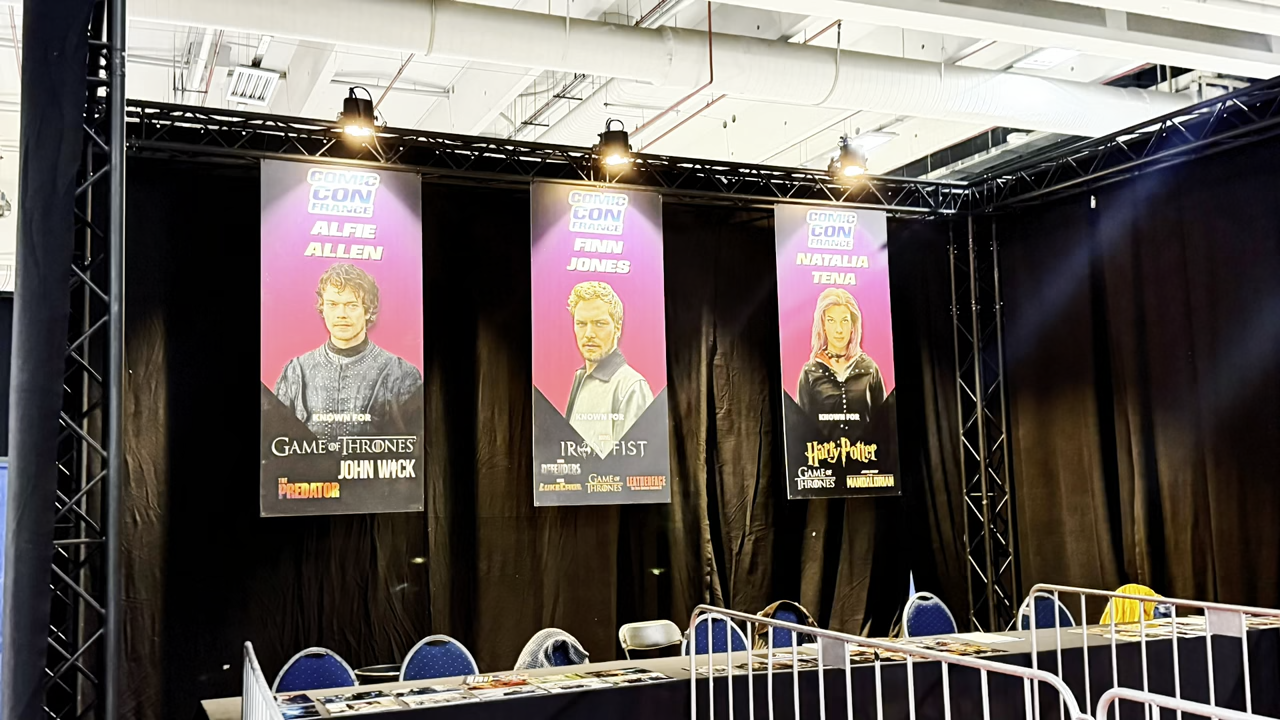 COMIC
CON
FRANCE
ALFIE
ALLEN
KNOWN FOR
GAME OF THRONES
JOHN WICK
THE
PREDATOR
COMIC
CON
FRANCE
FINN
JONES
KNOWN FOR
IRON FIST
DEFENDERS
LUKE CAGE
GAME OF
THRONES
LEATHERFACE
COMIC
CON
FRANCE
NATALIA
TENA
KNOWN FOR
Harry Potter
GAME OF
THRONES
MANDALORIAN